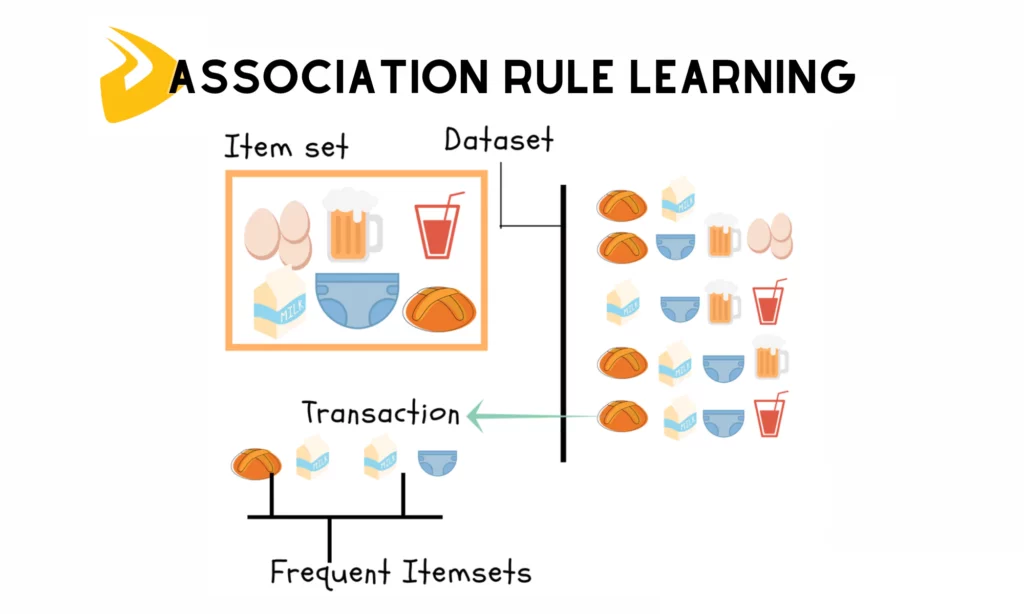 ASSOCIATION RULE LEARNING
Item set
Dataset
MILK
MILK
MILK
MILK
MILK
Transaction
MILK
MILK
Frequent Itemsets